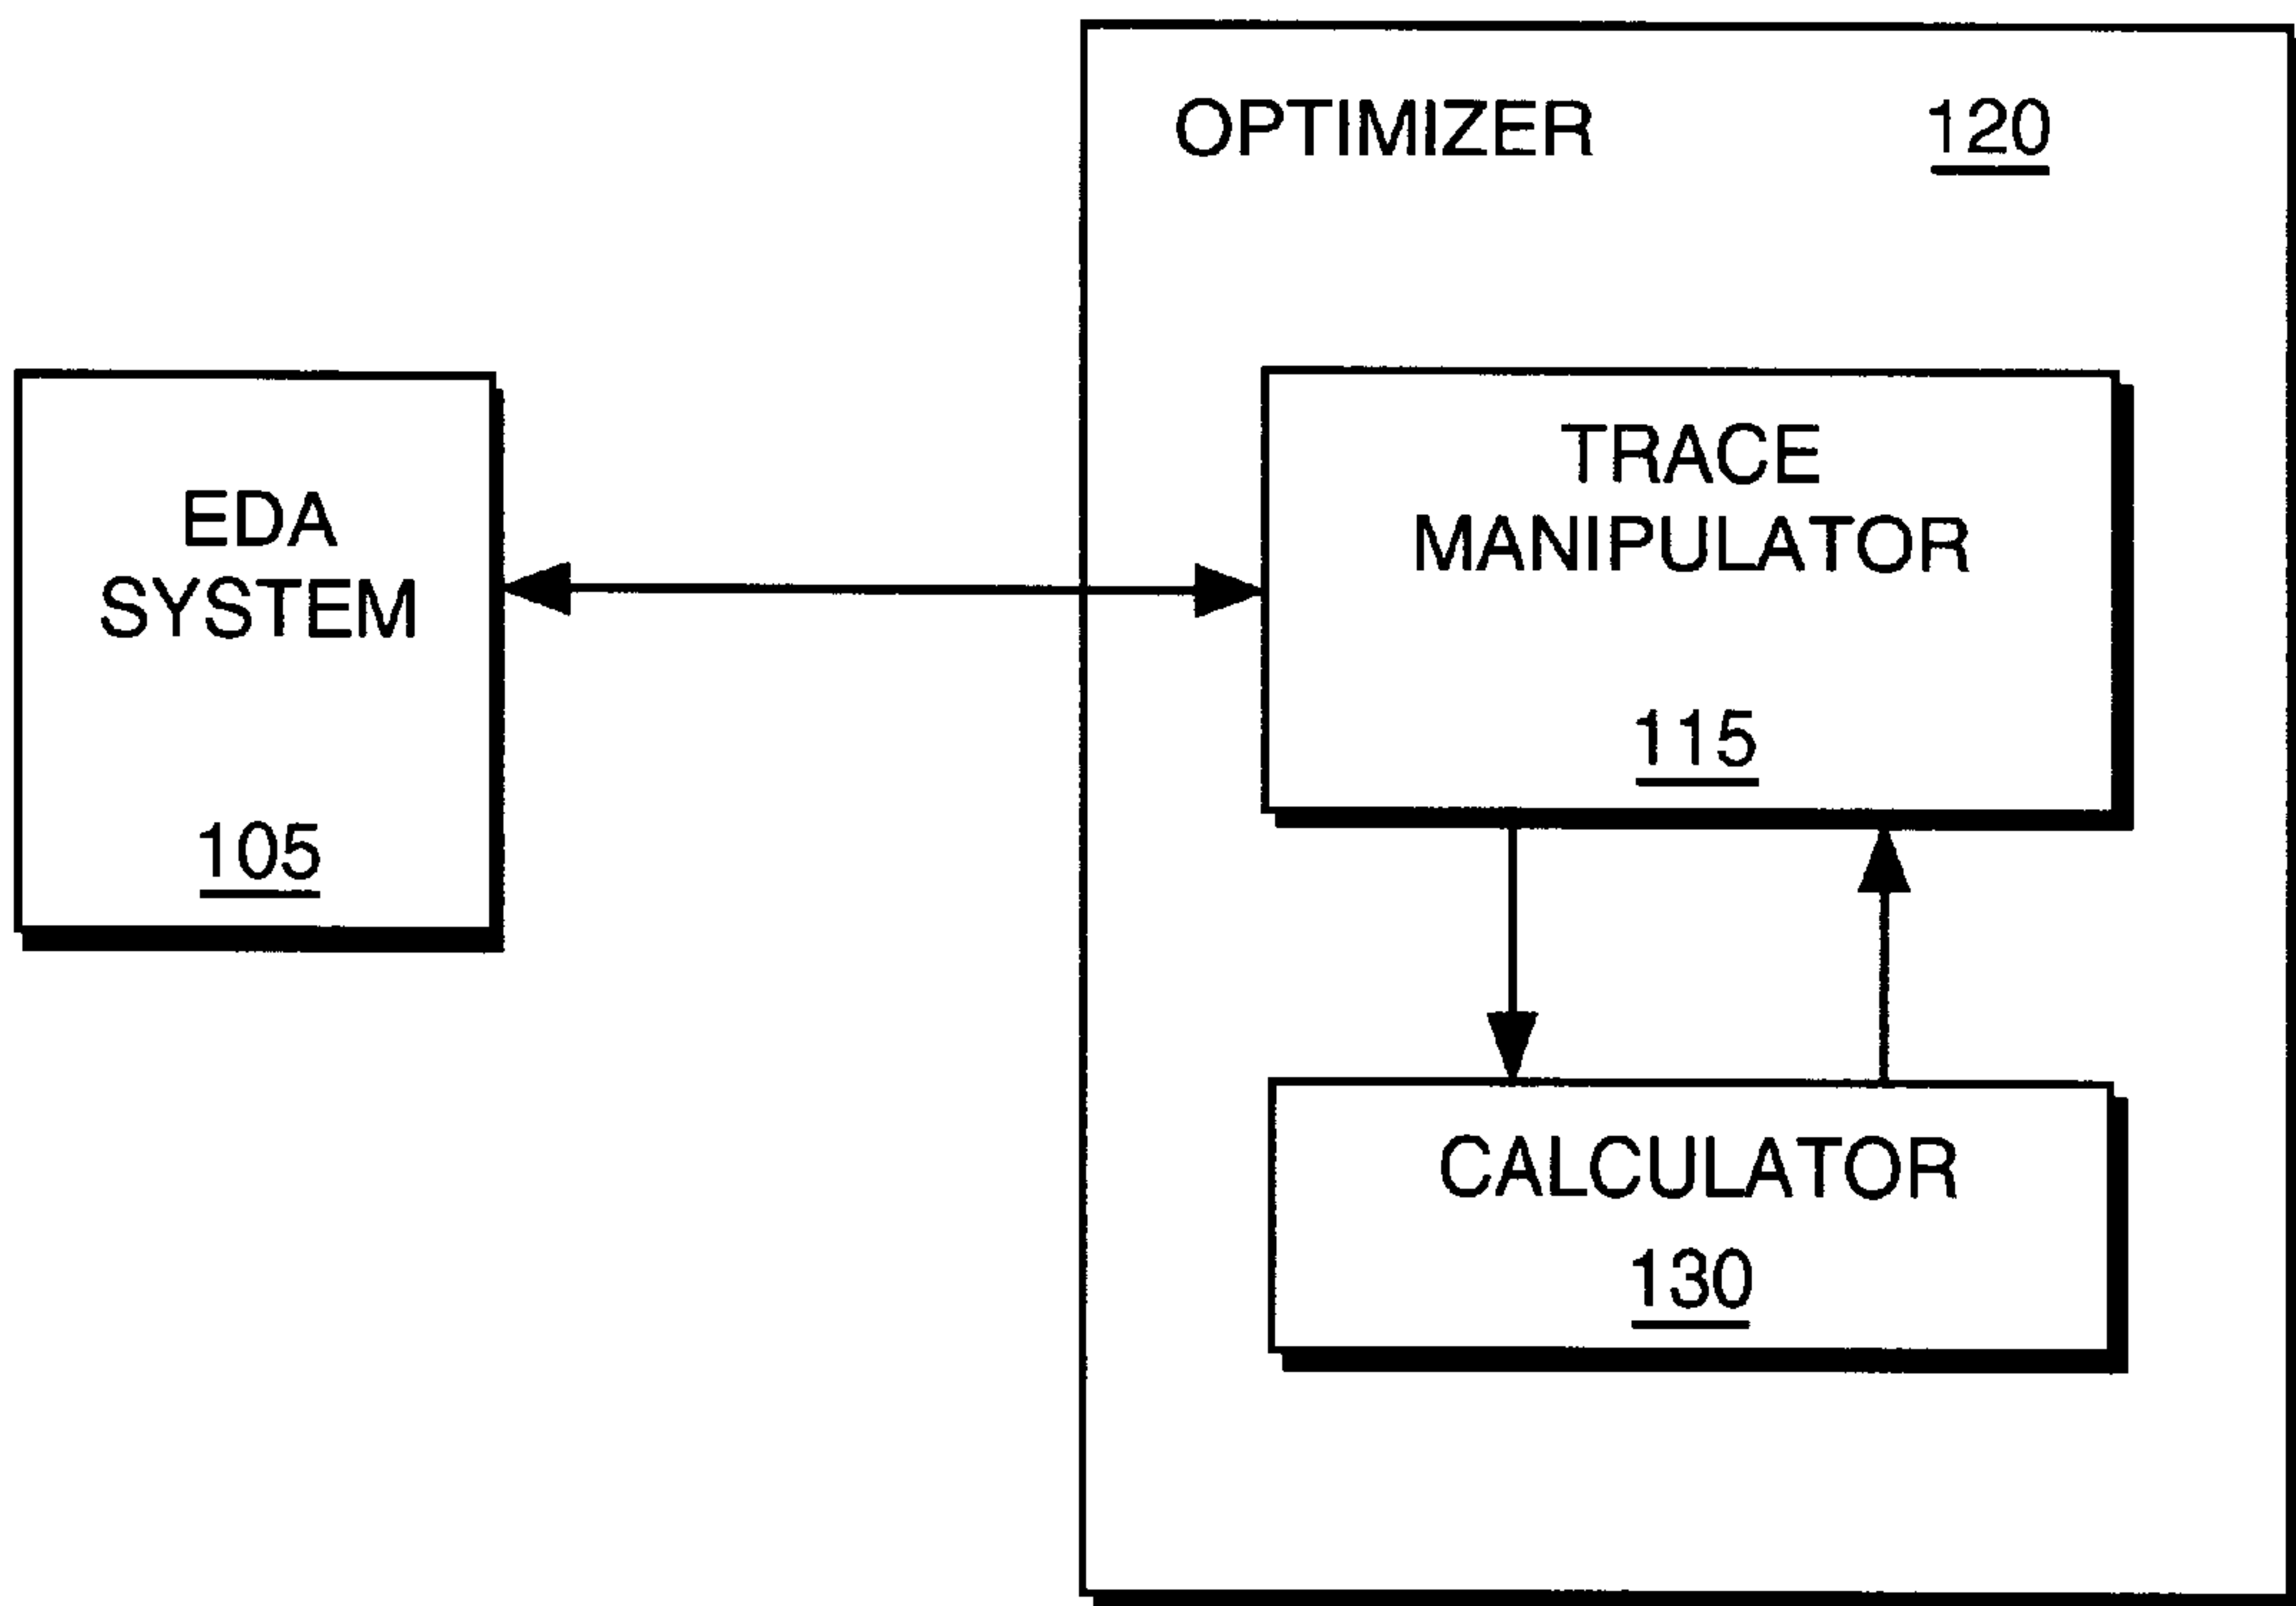 OPTIMIZER 120
EDA
SYSTEM
105
TRACE
MANIPULATOR
115
CALCULATOR
130